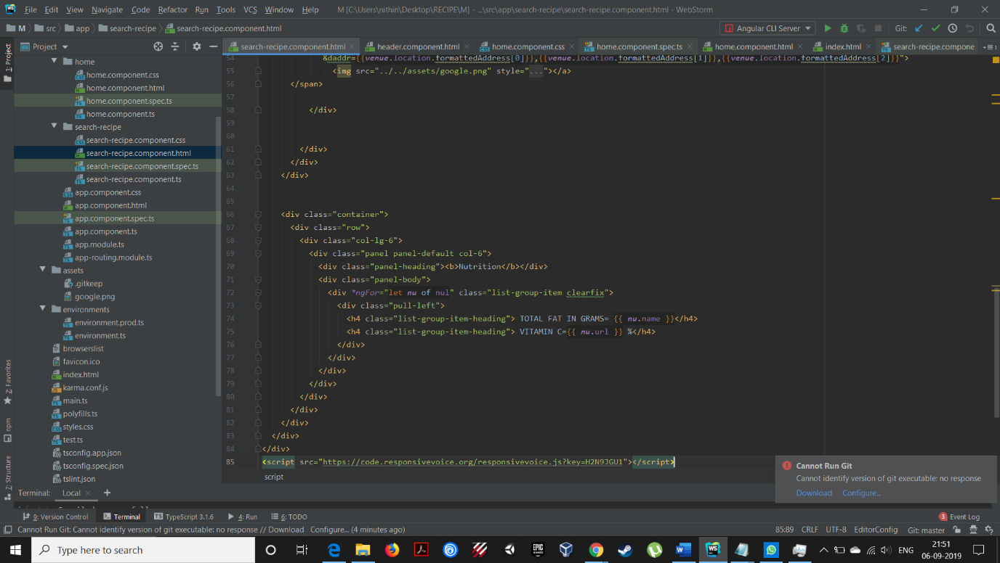 File Edit View Navigate Code Refactor Run Tools VCS Window Help M [C:\Users\nithin\Desktop\RECIPE\M] - ...\src\app\search-recipe\search-recipe.component.html - WebStorm
M src app search-recipe search-recipe.component.html Angular CLI Server Git:
Project search-recipe.component.html header.component.html home.component.css home.component.spec.ts home.component.html index.html search-recipe.compone
1: Project
2: Favorites
npm
7: Structure
home
home.component.css
home.component.html
home.component.spec.ts
home.component.ts
search-recipe
search-recipe.component.css
search-recipe.component.html
search-recipe.component.spec.ts
search-recipe.component.ts
app.component.css
app.component.html
app.component.spec.ts
app.component.ts
app.module.ts
app-routing.module.ts
assets
.gitkeep
google.png
environments
environment.prod.ts
environment.ts
browserslist
favicon.ico
index.html
karma.conf.js
main.ts
polyfills.ts
styles.css
test.ts
tsconfig.app.json
tsconfig.spec.json
tslint.json
54 &daddr={{venue.location.formattedAddress[0]}},{{venue.location.formattedAddress[1]}},{{venue.location.formattedAddress[2]}}">
55 <img src="../../assets/google.png" style="..."></a>
56 </span>
57
58 </div>
59
60
61 </div>
62 </div>
63 </div>
64
65
66 <div class="container">
67 <div class="row">
68 <div class="col-lg-6">
69 <div class="panel panel-default col-6">
70 <div class="panel-heading"><b>Nutrition</b></div>
71 <div class="panel-body">
72 <div *ngFor="let nu of nul" class="list-group-item clearfix">
73 <div class="pull-left">
74 <h4 class="list-group-item-heading"> TOTAL FAT IN GRAMS= {{ nu.name }}</h4>
75 <h4 class="list-group-item-heading"> VITAMIN C={{ nu.url }} %</h4>
76 </div>
77 </div>
78 </div>
79 </div>
80 </div>
81 </div>
82 </div>
83 </div>
84 </div>
85 <script src="https://code.responsivevoice.org/responsivevoice.js?key=H2N9JGU1"></script>
script
Cannot Run Git
Cannot identify version of git executable: no response
Download Configure...
Terminal: Local +
9: Version Control Terminal TypeScript 3.1.6 4: Run 6: TODO 3 Event Log
Cannot Run Git: Cannot identify version of git executable: no response // Download Configure... (4 minutes ago) 85:89 CRLF UTF-8 EditorConfig Git: master
Type here to search EPIC GAMES WS ENG 21:51
06-09-2019